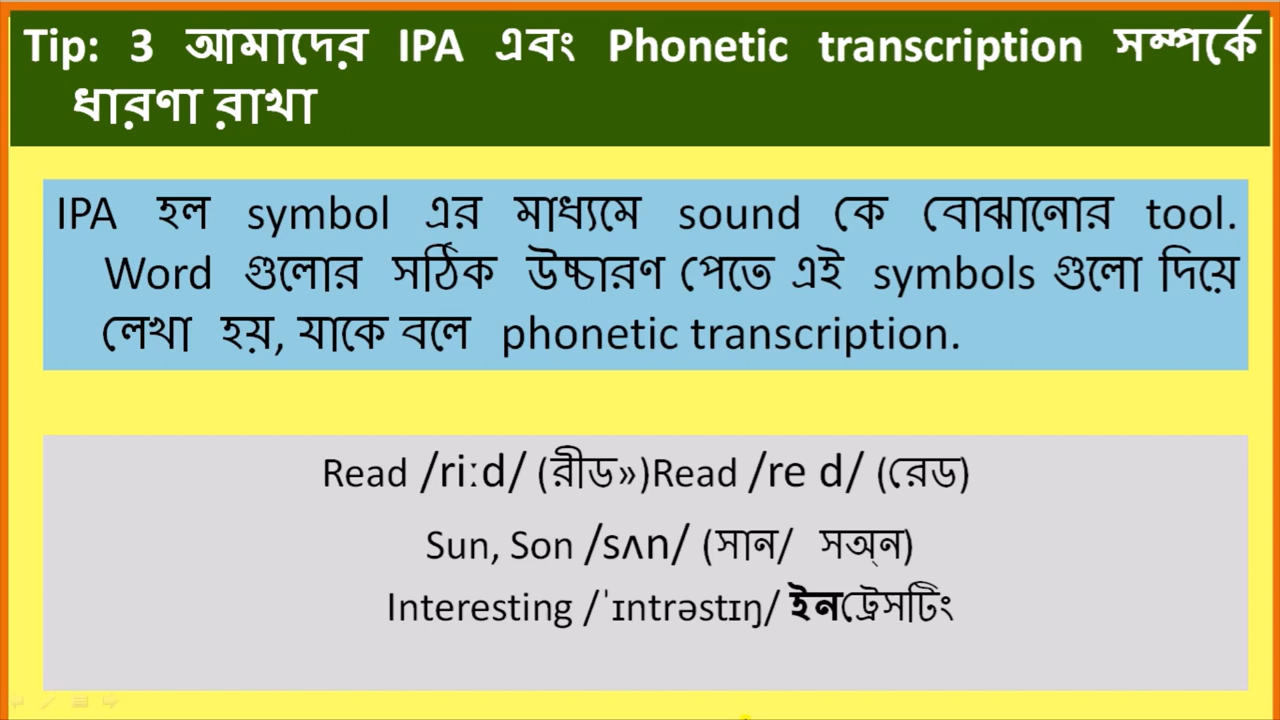 Tip: 3 আমাদের IPA এবং Phonetic transcription সম্পর্কে
ধারণা রাখা
IPA হল symbol এর মাধ্যমে sound কে বোঝানোর tool.
Word গুলোর সঠিক উচ্চারণ পেতে এই symbols গুলো দিয়ে
লেখা হয়, যাকে বলে phonetic transcription.
Read /riːd/ (রীড»)Read /re d/ (রেড)
Sun, Son /sʌn/ (সান/ সঅ্ন)
Interesting /ˈɪntrəstɪŋ/ ইনট্রেসটিং